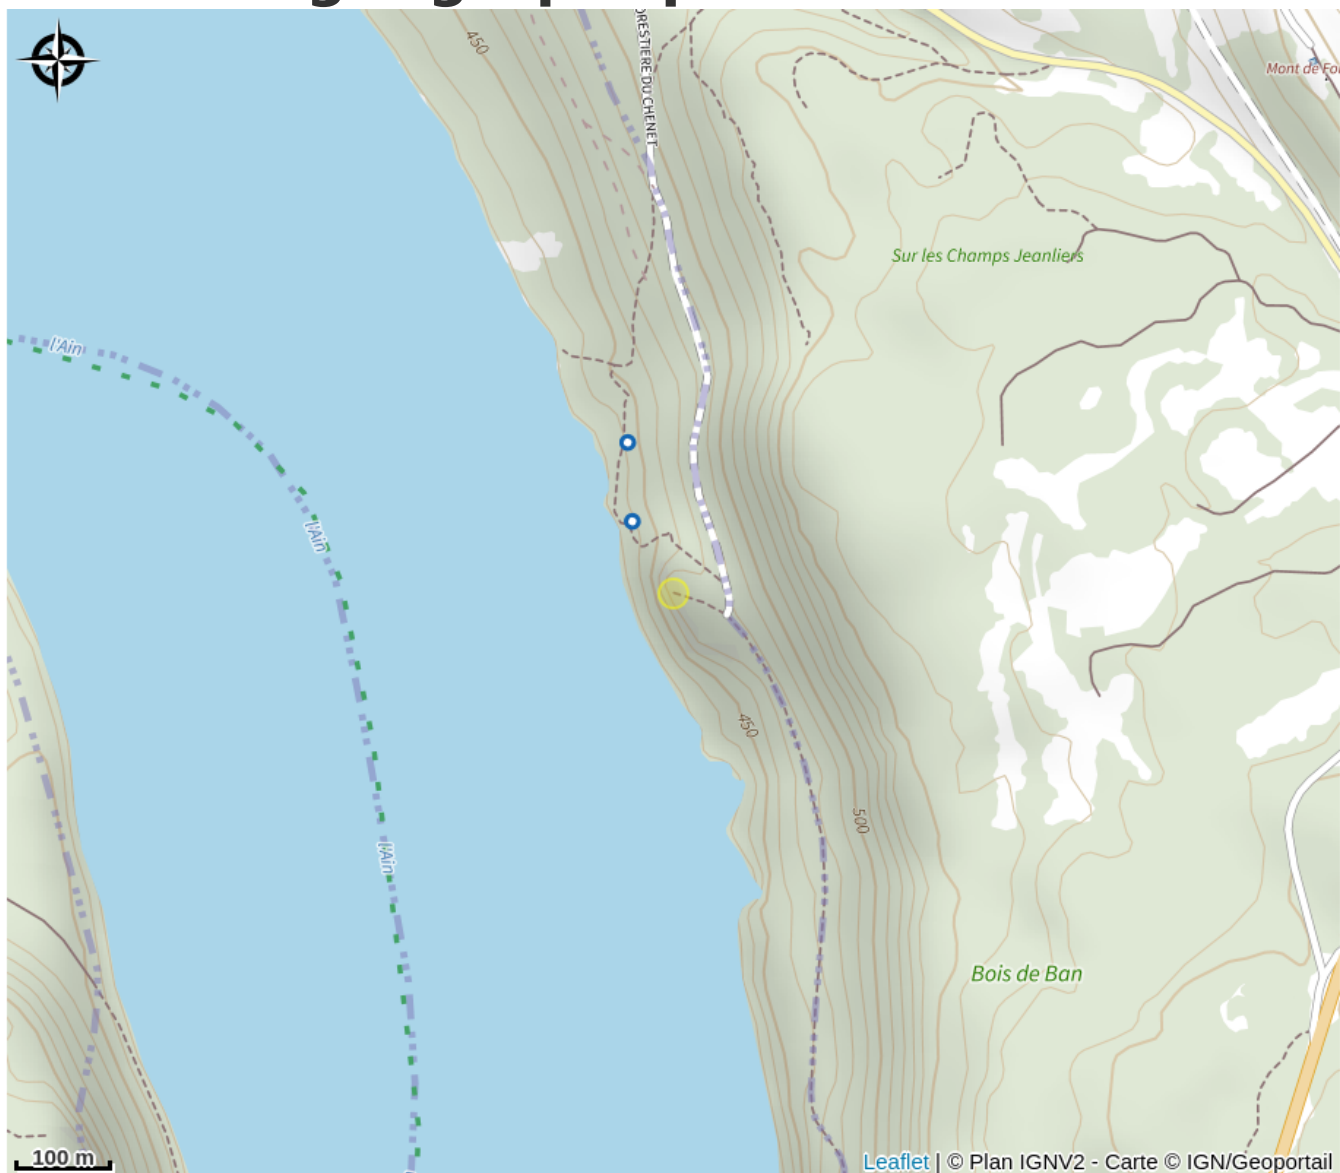 450
ORESTIERE DU CHENET
Mont de Fo
Sur les Champs Jeanliers
l'Ain
l'Ain
450
500
l'Ain
Bois de Ban
100 m
Leaflet | © Plan IGNV2 - Carte © IGN/Geoportail